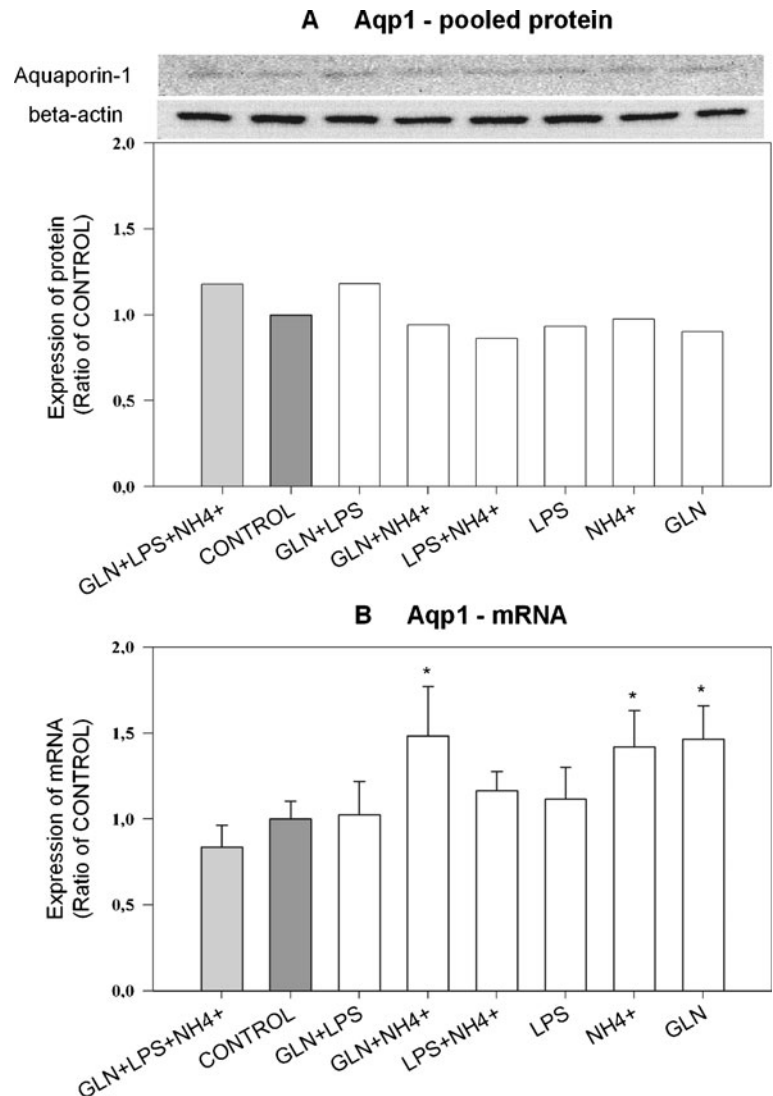 A Aqp1 - pooled protein
Aquaporin-1
beta-actin
2,0
1,5
1,0
0,5
0,0
Expression of protein
(Ratio of CONTROL)
GLN+LPS+NH4+
CONTROL
GLN+LPS
GLN+NH4+
LPS+NH4+
LPS
NH4+
GLN
B Aqp1 - mRNA
2,0
1,5
1,0
0,5
0,0
Expression of mRNA
(Ratio of CONTROL)
*
*
*
GLN+LPS+NH4+
CONTROL
GLN+LPS
GLN+NH4+
LPS+NH4+
LPS
NH4+
GLN